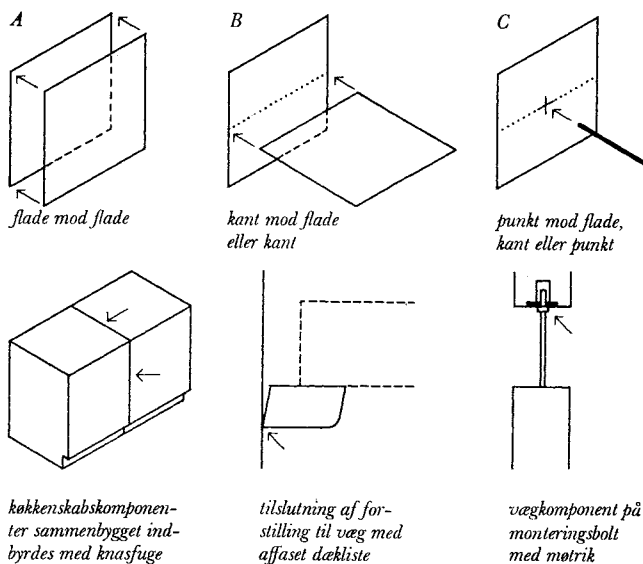 A
B
C
flade mod flade
kant mod flade
eller kant
punkt mod flade,
kant eller punkt
køkkenskabskomponen-
ter sammenbygget ind-
byrdes med knasfuge
tilslutning af for-
stilling til væg med
affaset dækliste
vægkomponent på
monteringsbolt
med møtrik